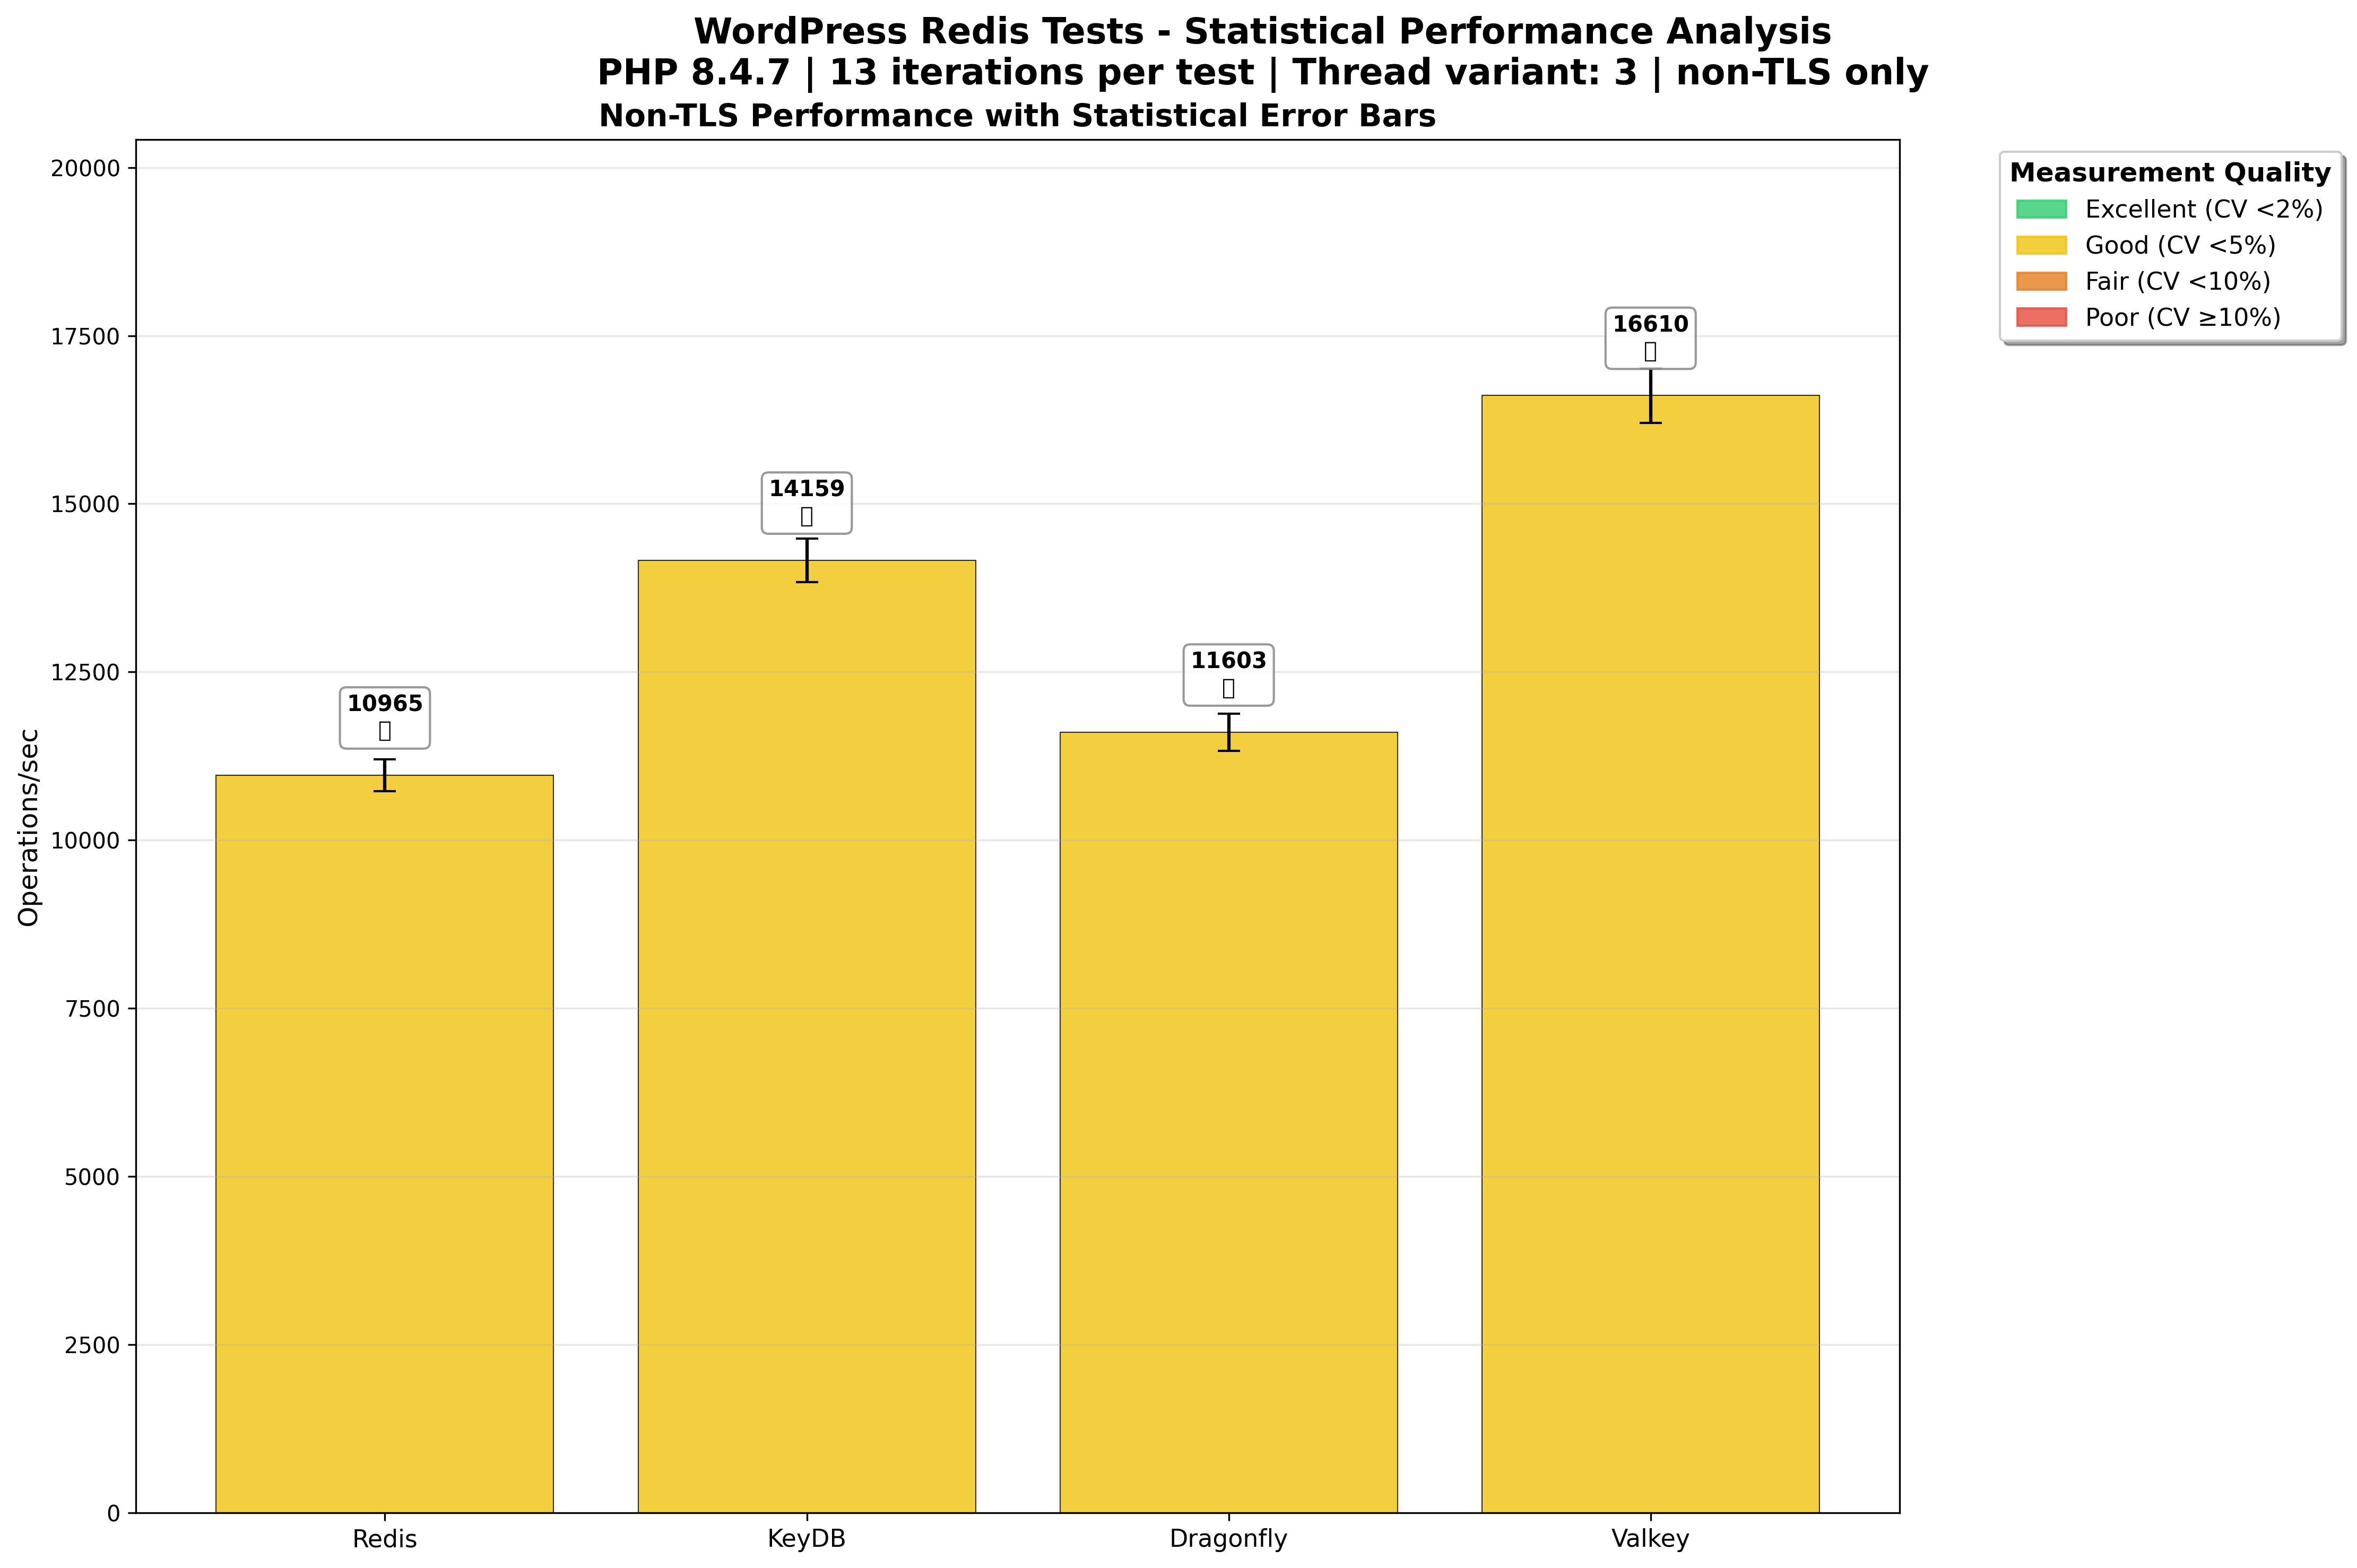 WordPress Redis Tests - Statistical Performance Analysis
PHP 8.4.7 | 13 iterations per test | Thread variant: 3 | non-TLS only
Non-TLS Performance with Statistical Error Bars
Measurement Quality
Excellent (CV <2%)
Good (CV <5%)
Fair (CV <10%)
Poor (CV ≥10%)
Operations/sec
20000
17500
15000
12500
10000
7500
5000
2500
0
10965
14159
11603
16610
Redis
KeyDB
Dragonfly
Valkey